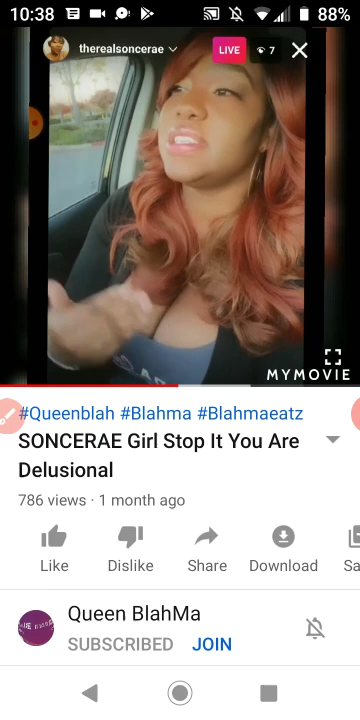 10:38
88%
therealsoncerae
LIVE
7
MYMOVIE
#Queenblah #Blahma #Blahmaeatz
SONCERAE Girl Stop It You Are
Delusional
786 views · 1 month ago
Like
Dislike
Share
Download
Sa
Queen BlahMa
SUBSCRIBED
JOIN